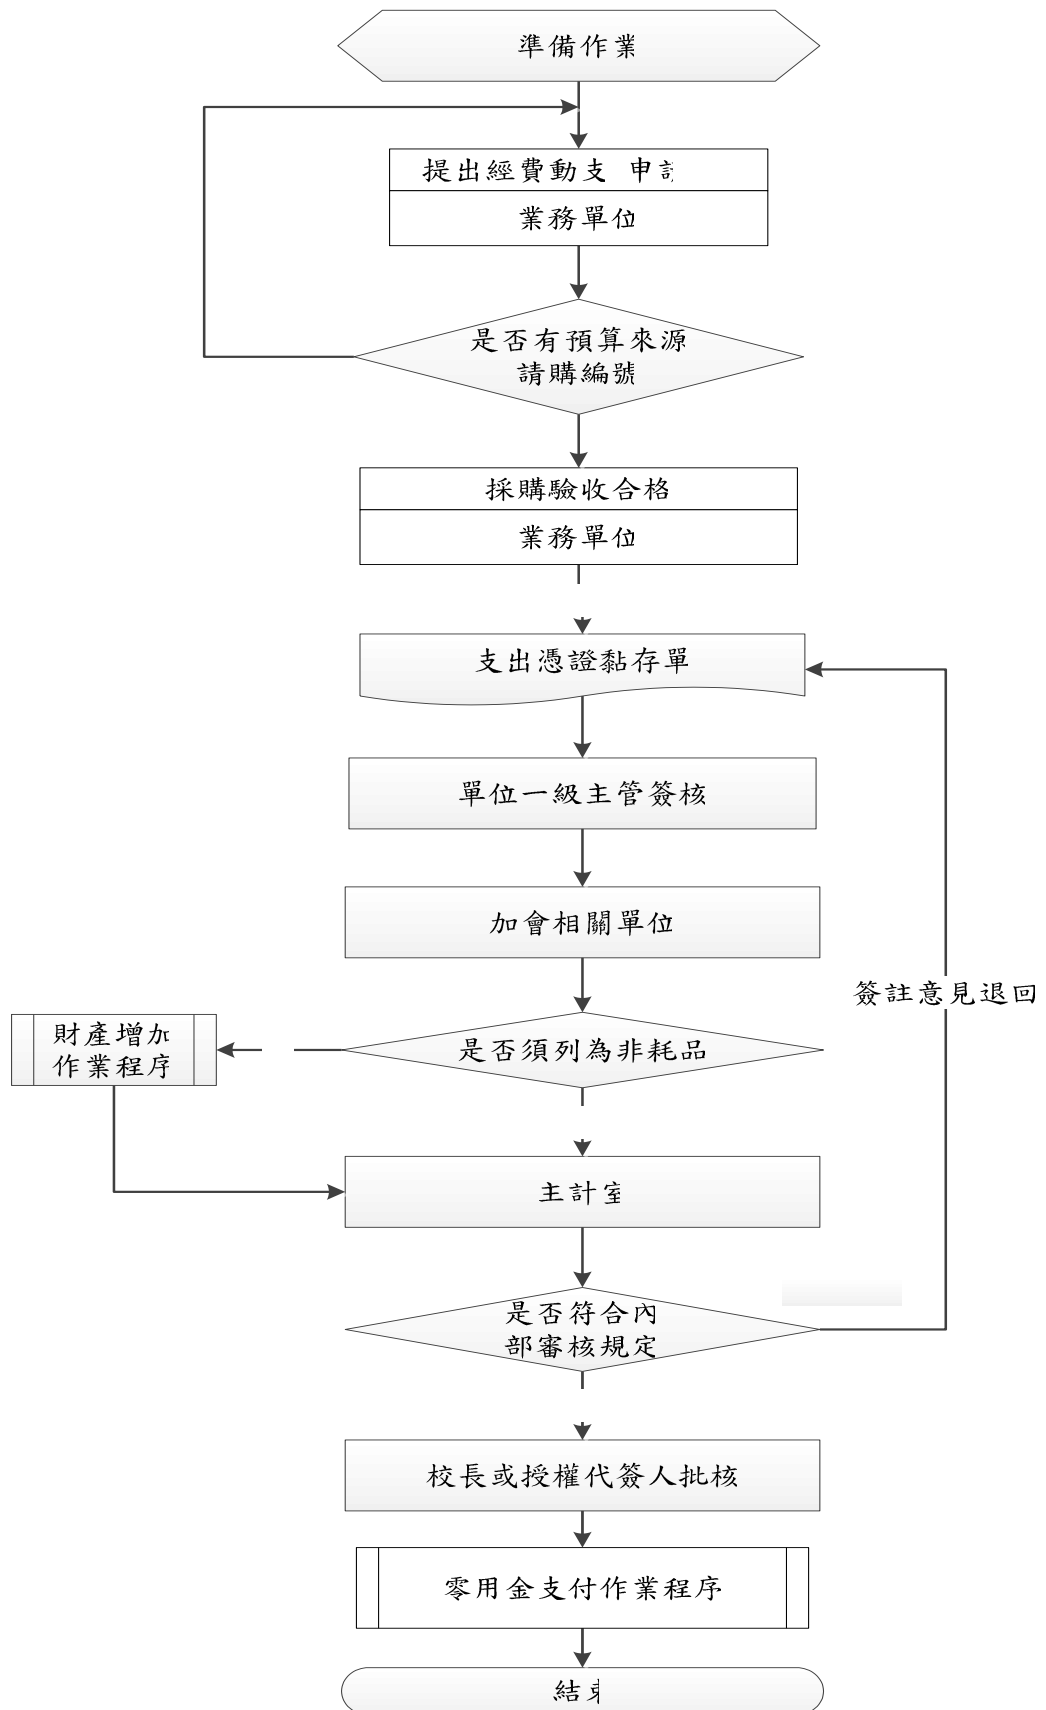 準備作業
提出經費動支 申請
業務單位
是否有預算來源
請購編號
採購驗收合格
業務單位
支出憑證黏存單
單位一級主管簽核
加會相關單位
簽註意見退回
財產增加
作業程序
是否須列為非耗品
主計室
是否符合內
部審核規定
校長或授權代簽人批核
零用金支付作業程序
結束